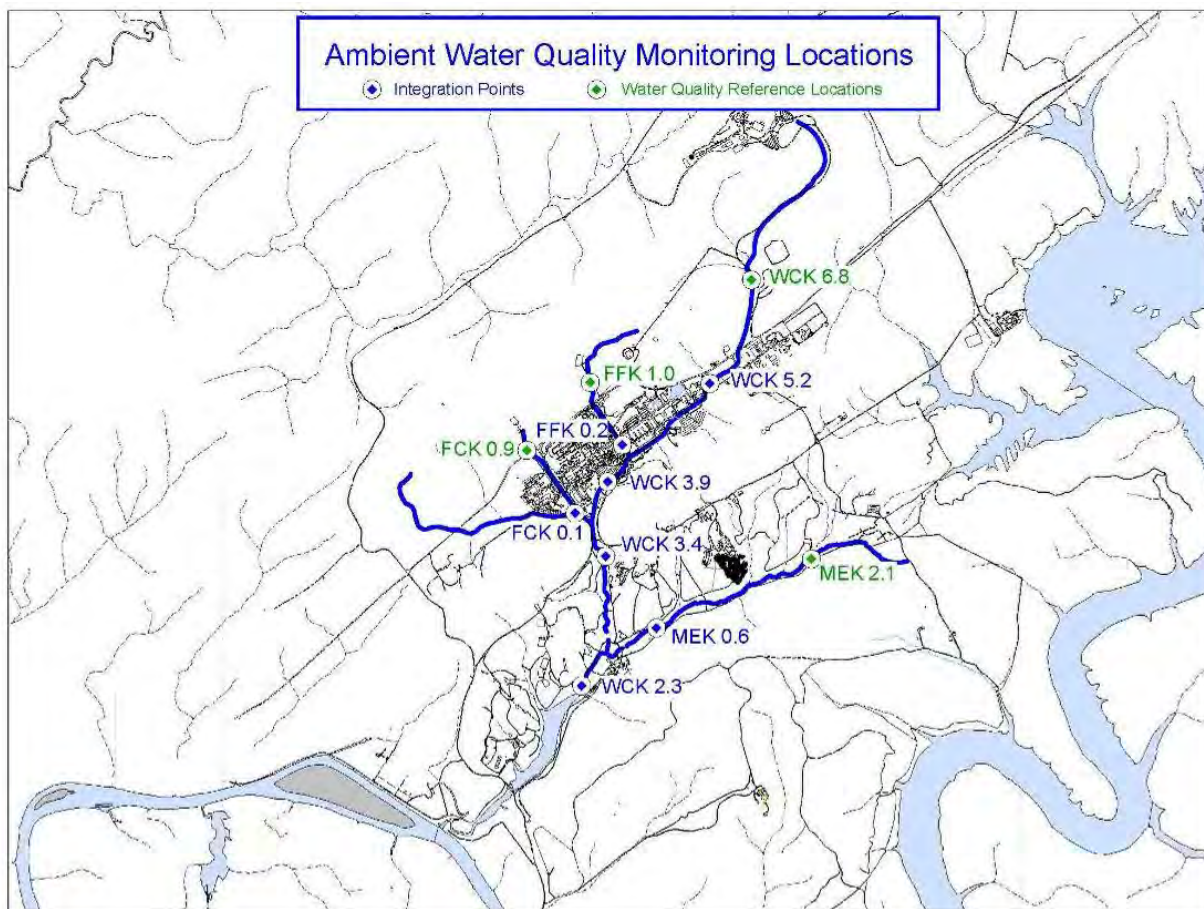 Ambient Water Quality Monitoring Locations
Integration Points
Water Quality Reference Locations
WCK 6.8
FFK 1.0
WCK 5.2
FFK 0.2
FCK 0.9
WCK 3.9
FCK 0.1
WCK 3.4
MEK 2.1
MEK 0.6
WCK 2.3